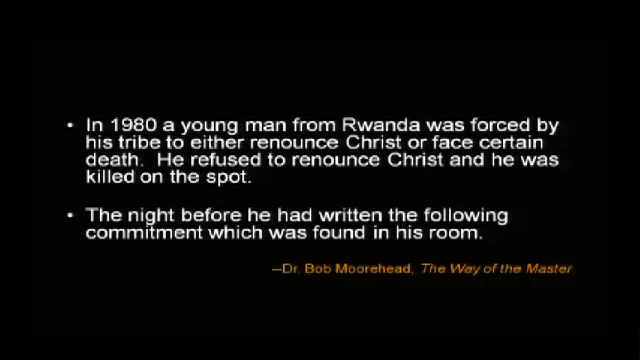 • In 1980 a young man from Rwanda was forced by
his tribe to either renounce Christ or face certain
death.  He refused to renounce Christ and he was
killed on the spot.
• The night before he had written the following
commitment which was found in his room.
--Dr. Bob Moorehead, The Way of the Master